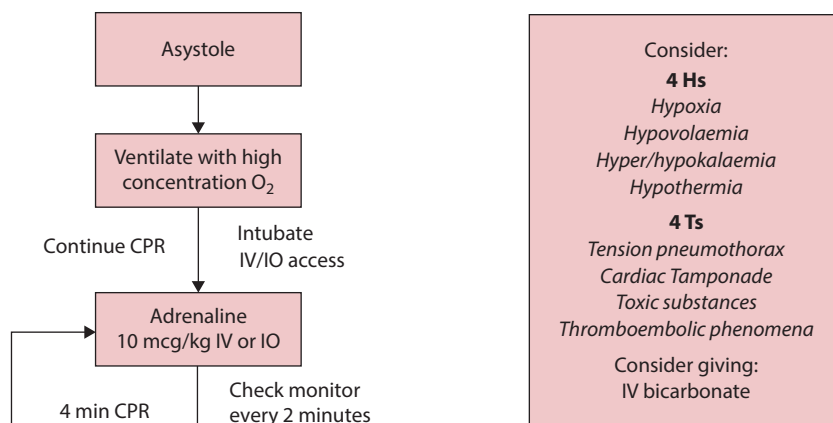 Asystole
Ventilate with high
concentration O₂
Continue CPR
Intubate
IV/IO access
Adrenaline
10 mcg/kg IV or IO
4 min CPR
Check monitor
every 2 minutes
Consider:
4 Hs
Hypoxia
Hypovolaemia
Hyper/hypokalaemia
Hypothermia
4 Ts
Tension pneumothorax
Cardiac Tamponade
Toxic substances
Thromboembolic phenomena
Consider giving:
IV bicarbonate